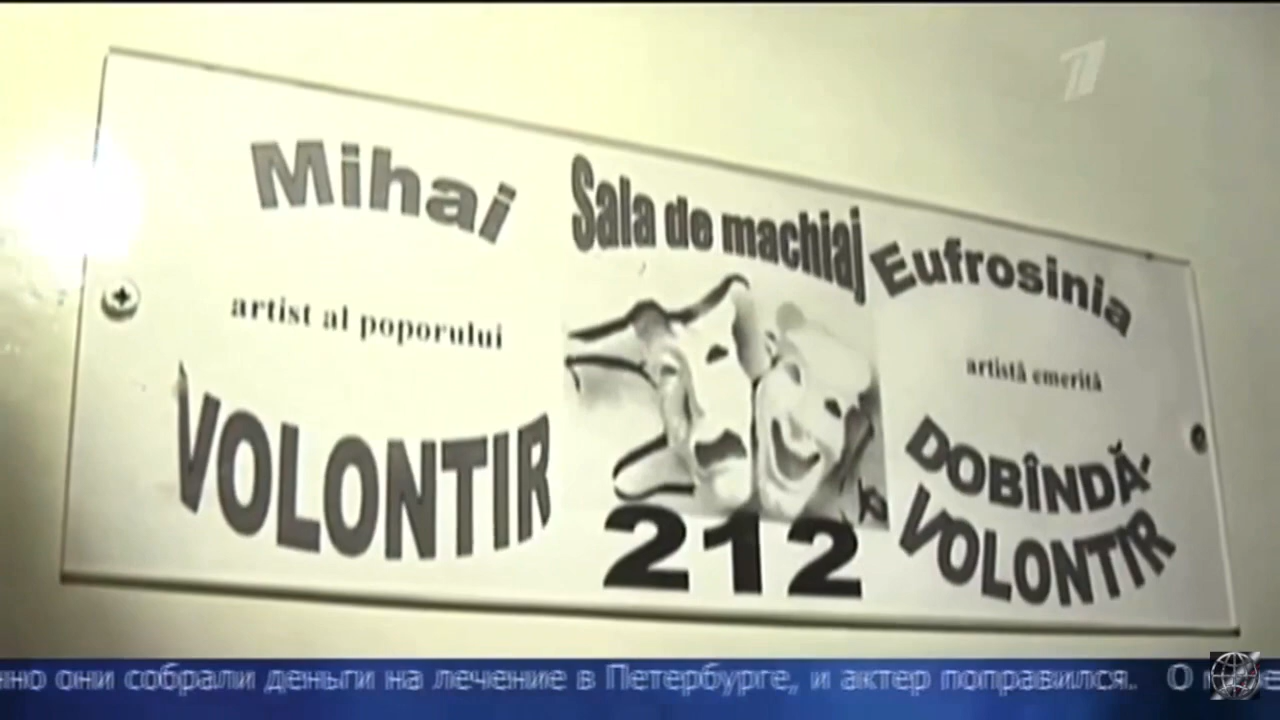 Mihai
artist al poporului
VOLONTIR
Sala de machiaj
212
Eufrosinia
artistă emerită
DOBÎNDĂ-
VOLONTIR
они собрали деньги на лечение в Петербурге, и актер поправился. О